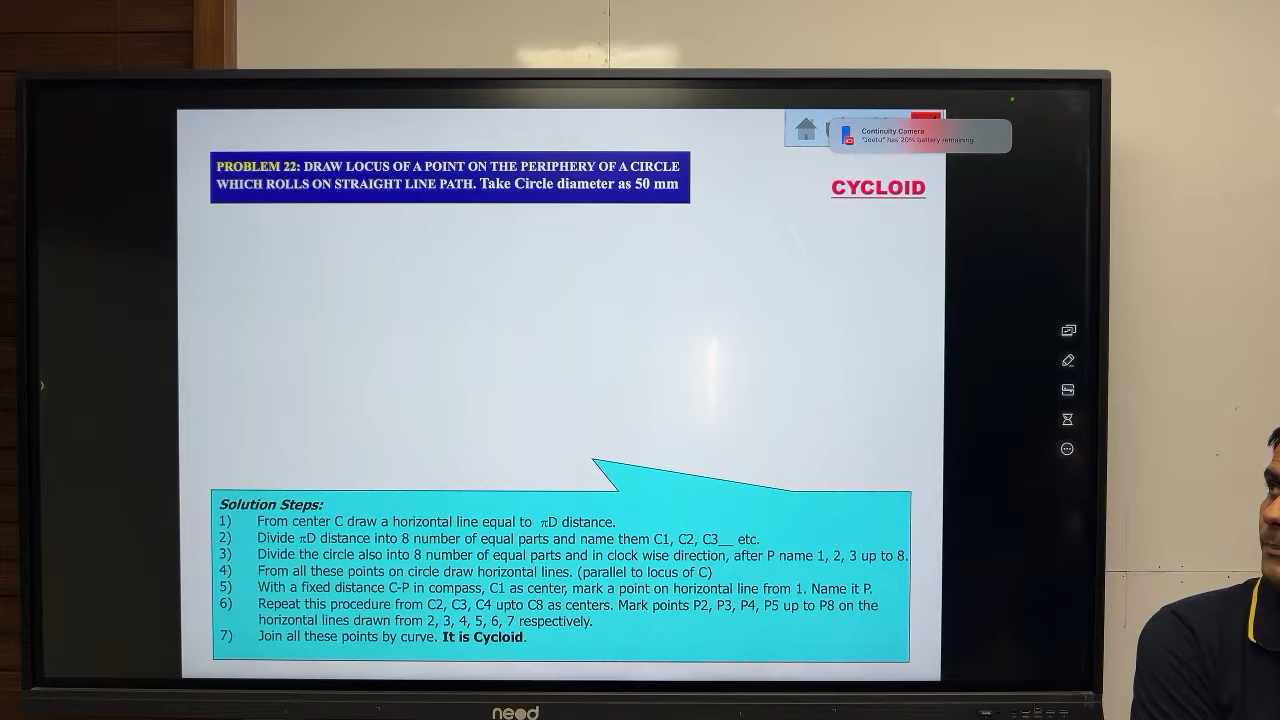 Continuity Camera
"Jeetu" has 20% battery remaining
PROBLEM 22: DRAW LOCUS OF A POINT ON THE PERIPHERY OF A CIRCLE
WHICH ROLLS ON STRAIGHT LINE PATH. Take Circle diameter as 50 mm
CYCLOID
Solution Steps:
1) From center C draw a horizontal line equal to πD distance.
2) Divide πD distance into 8 number of equal parts and name them C1, C2, C3__ etc.
3) Divide the circle also into 8 number of equal parts and in clock wise direction, after P name 1, 2, 3 up to 8.
4) From all these points on circle draw horizontal lines. (parallel to locus of C)
5) With a fixed distance C-P in compass, C1 as center, mark a point on horizontal line from 1. Name it P.
6) Repeat this procedure from C2, C3, C4 upto C8 as centers. Mark points P2, P3, P4, P5 up to P8 on the
horizontal lines drawn from 2, 3, 4, 5, 6, 7 respectively.
7) Join all these points by curve. It is Cycloid.
neod